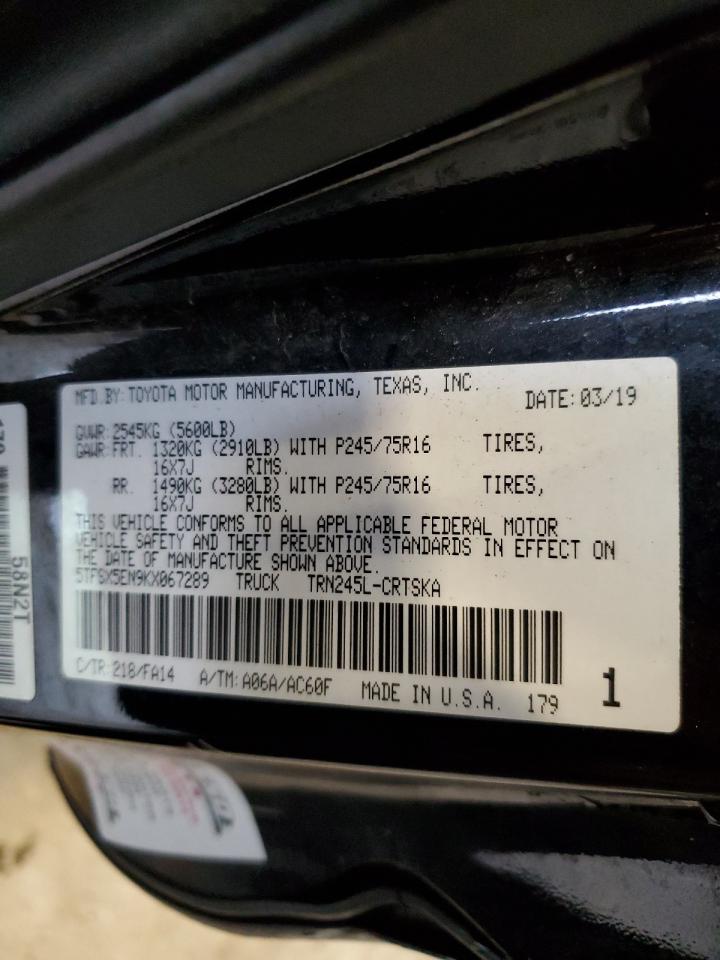 MFD.BY: TOYOTA MOTOR MANUFACTURING, TEXAS, INC. DATE: 03/19
GVWR: 2545KG (5600LB)
GAWR: FRT. 1320KG (2910LB) WITH P245/75R16 TIRES,
16X7J RIMS.
RR. 1490KG (3280LB) WITH P245/75R16 TIRES,
16X7J RIMS.
THIS VEHICLE CONFORMS TO ALL APPLICABLE FEDERAL MOTOR
VEHICLE SAFETY AND THEFT PREVENTION STANDARDS IN EFFECT ON
THE DATE OF MANUFACTURE SHOWN ABOVE.
5TFSX5EN9KX067289 TRUCK TRN245L-CRTSKA
C/TR: 218/FA14 A/TM: A06A/AC60F MADE IN U.S.A. 179 1
58N2T